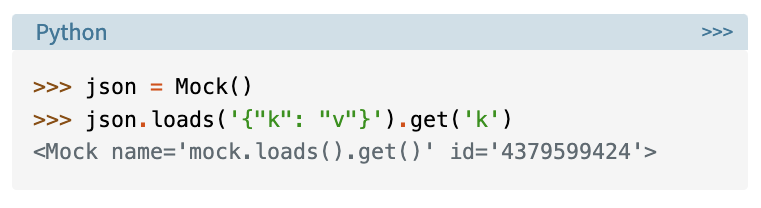 Python >>>
>>> json = Mock()
>>> json.loads('{"k": "v"}').get('k')
<Mock name='mock.loads().get()' id='4379599424'>